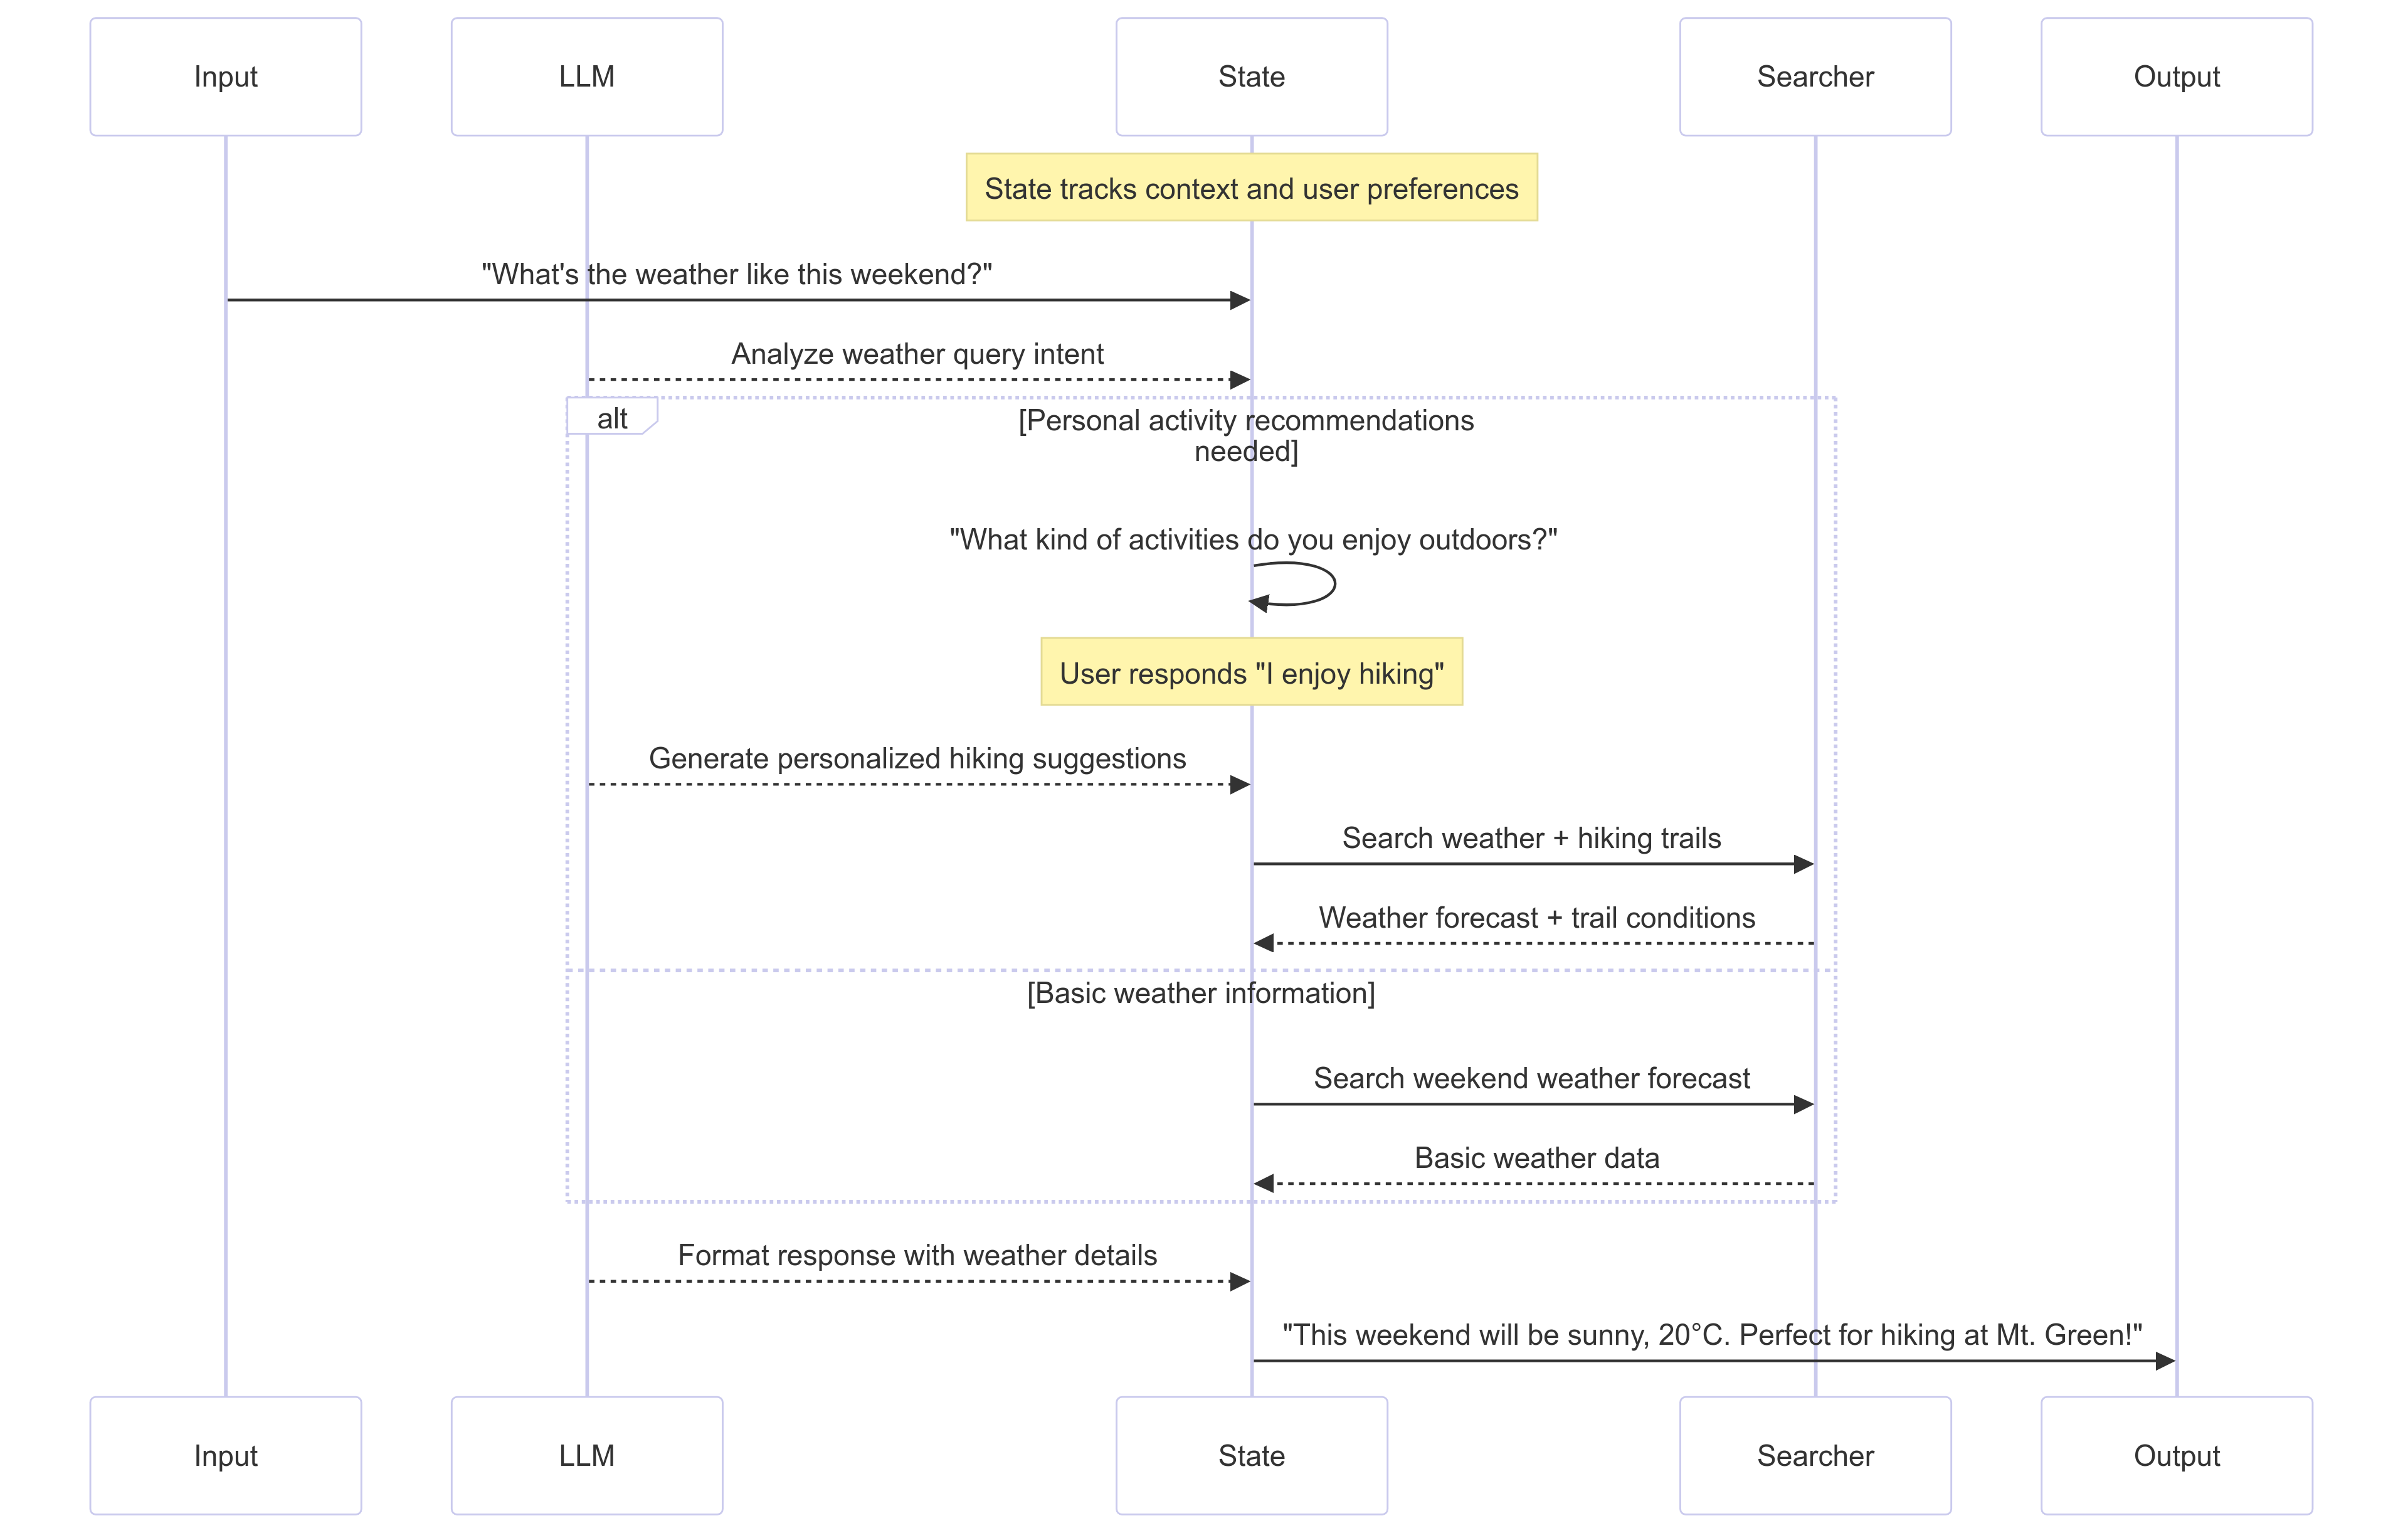 Input
LLM
State
Searcher
Output
State tracks context and user preferences
"What's the weather like this weekend?"
Analyze weather query intent
alt
[Personal activity recommendations
needed]
"What kind of activities do you enjoy outdoors?"
User responds "I enjoy hiking"
Generate personalized hiking suggestions
Search weather + hiking trails
Weather forecast + trail conditions
[Basic weather information]
Search weekend weather forecast
Basic weather data
Format response with weather details
"This weekend will be sunny, 20°C. Perfect for hiking at Mt. Green!"
Input
LLM
State
Searcher
Output